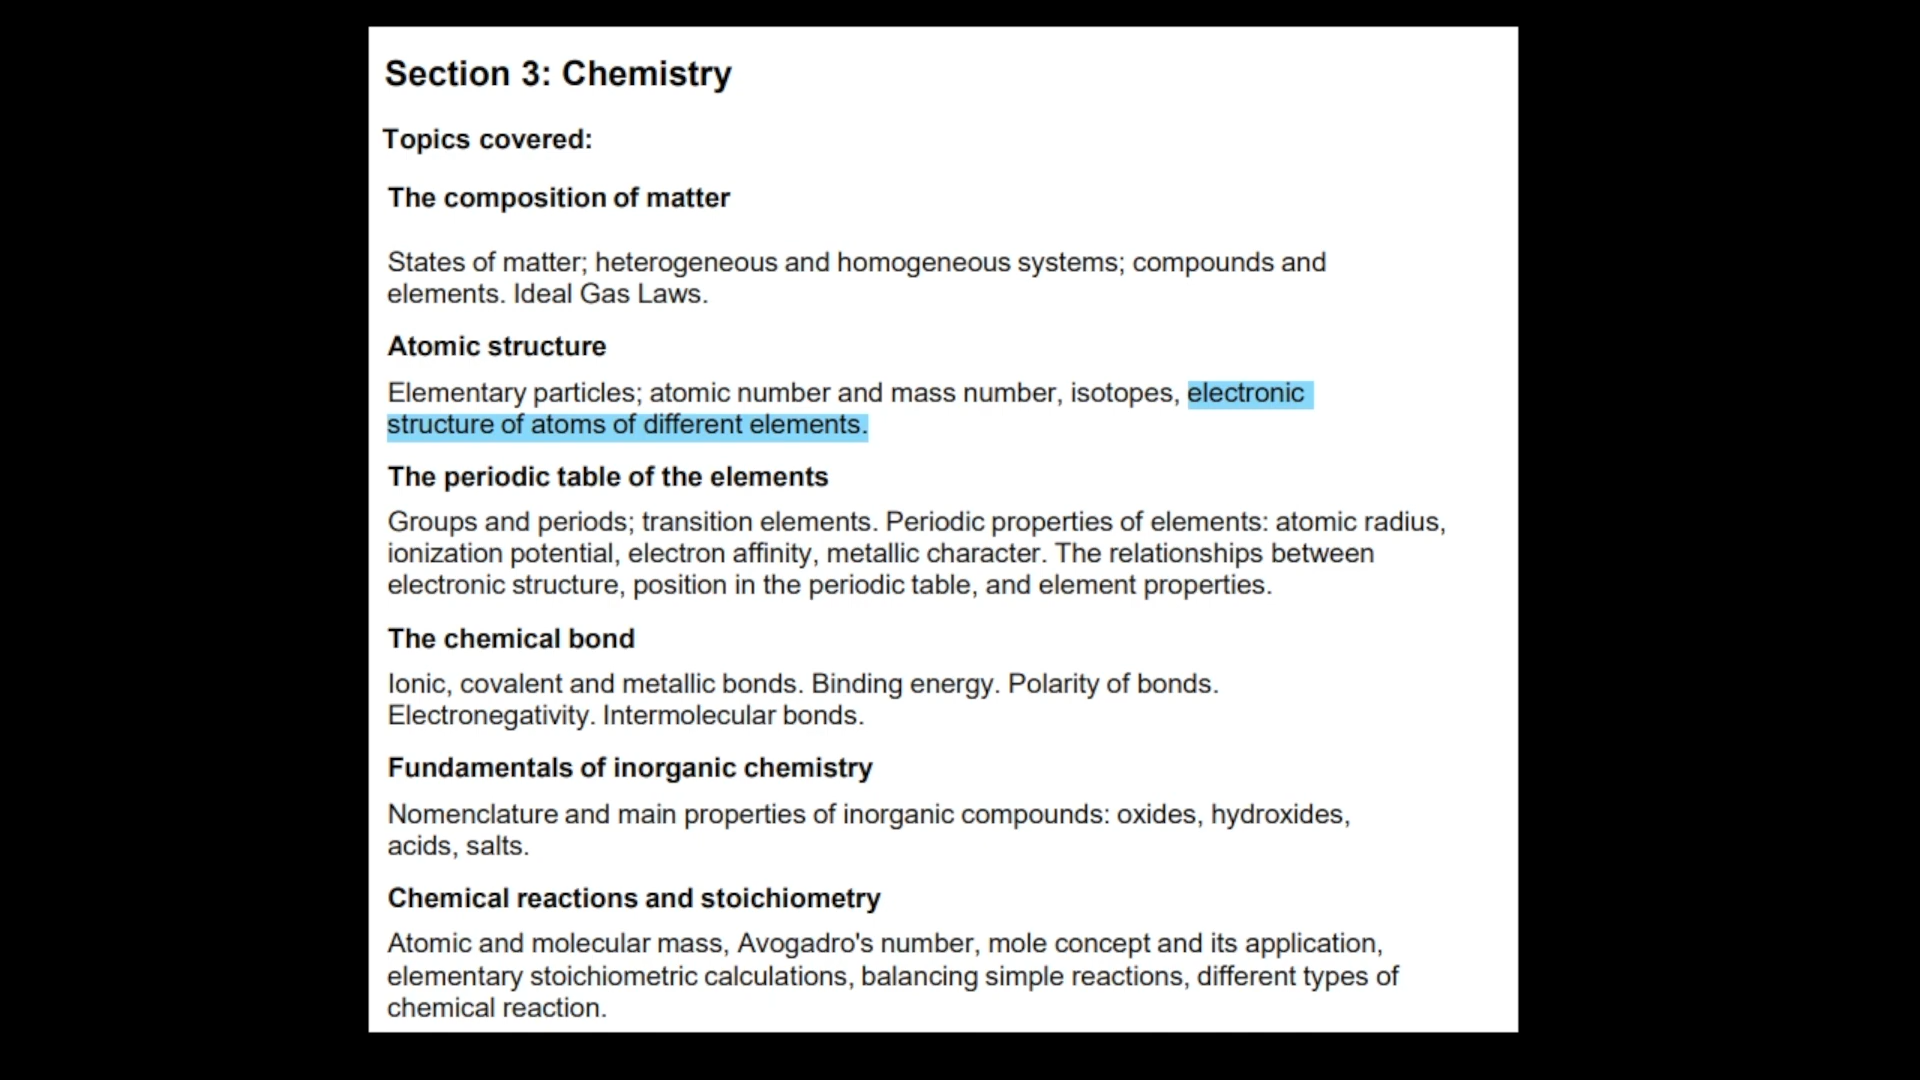 Section 3: Chemistry
Topics covered:
The composition of matter
States of matter; heterogeneous and homogeneous systems; compounds and
elements. Ideal Gas Laws.
Atomic structure
Elementary particles; atomic number and mass number, isotopes, electronic
structure of atoms of different elements.
The periodic table of the elements
Groups and periods; transition elements. Periodic properties of elements: atomic radius,
ionization potential, electron affinity, metallic character. The relationships between
electronic structure, position in the periodic table, and element properties.
The chemical bond
Ionic, covalent and metallic bonds. Binding energy. Polarity of bonds.
Electronegativity. Intermolecular bonds.
Fundamentals of inorganic chemistry
Nomenclature and main properties of inorganic compounds: oxides, hydroxides,
acids, salts.
Chemical reactions and stoichiometry
Atomic and molecular mass, Avogadro's number, mole concept and its application,
elementary stoichiometric calculations, balancing simple reactions, different types of
chemical reaction.